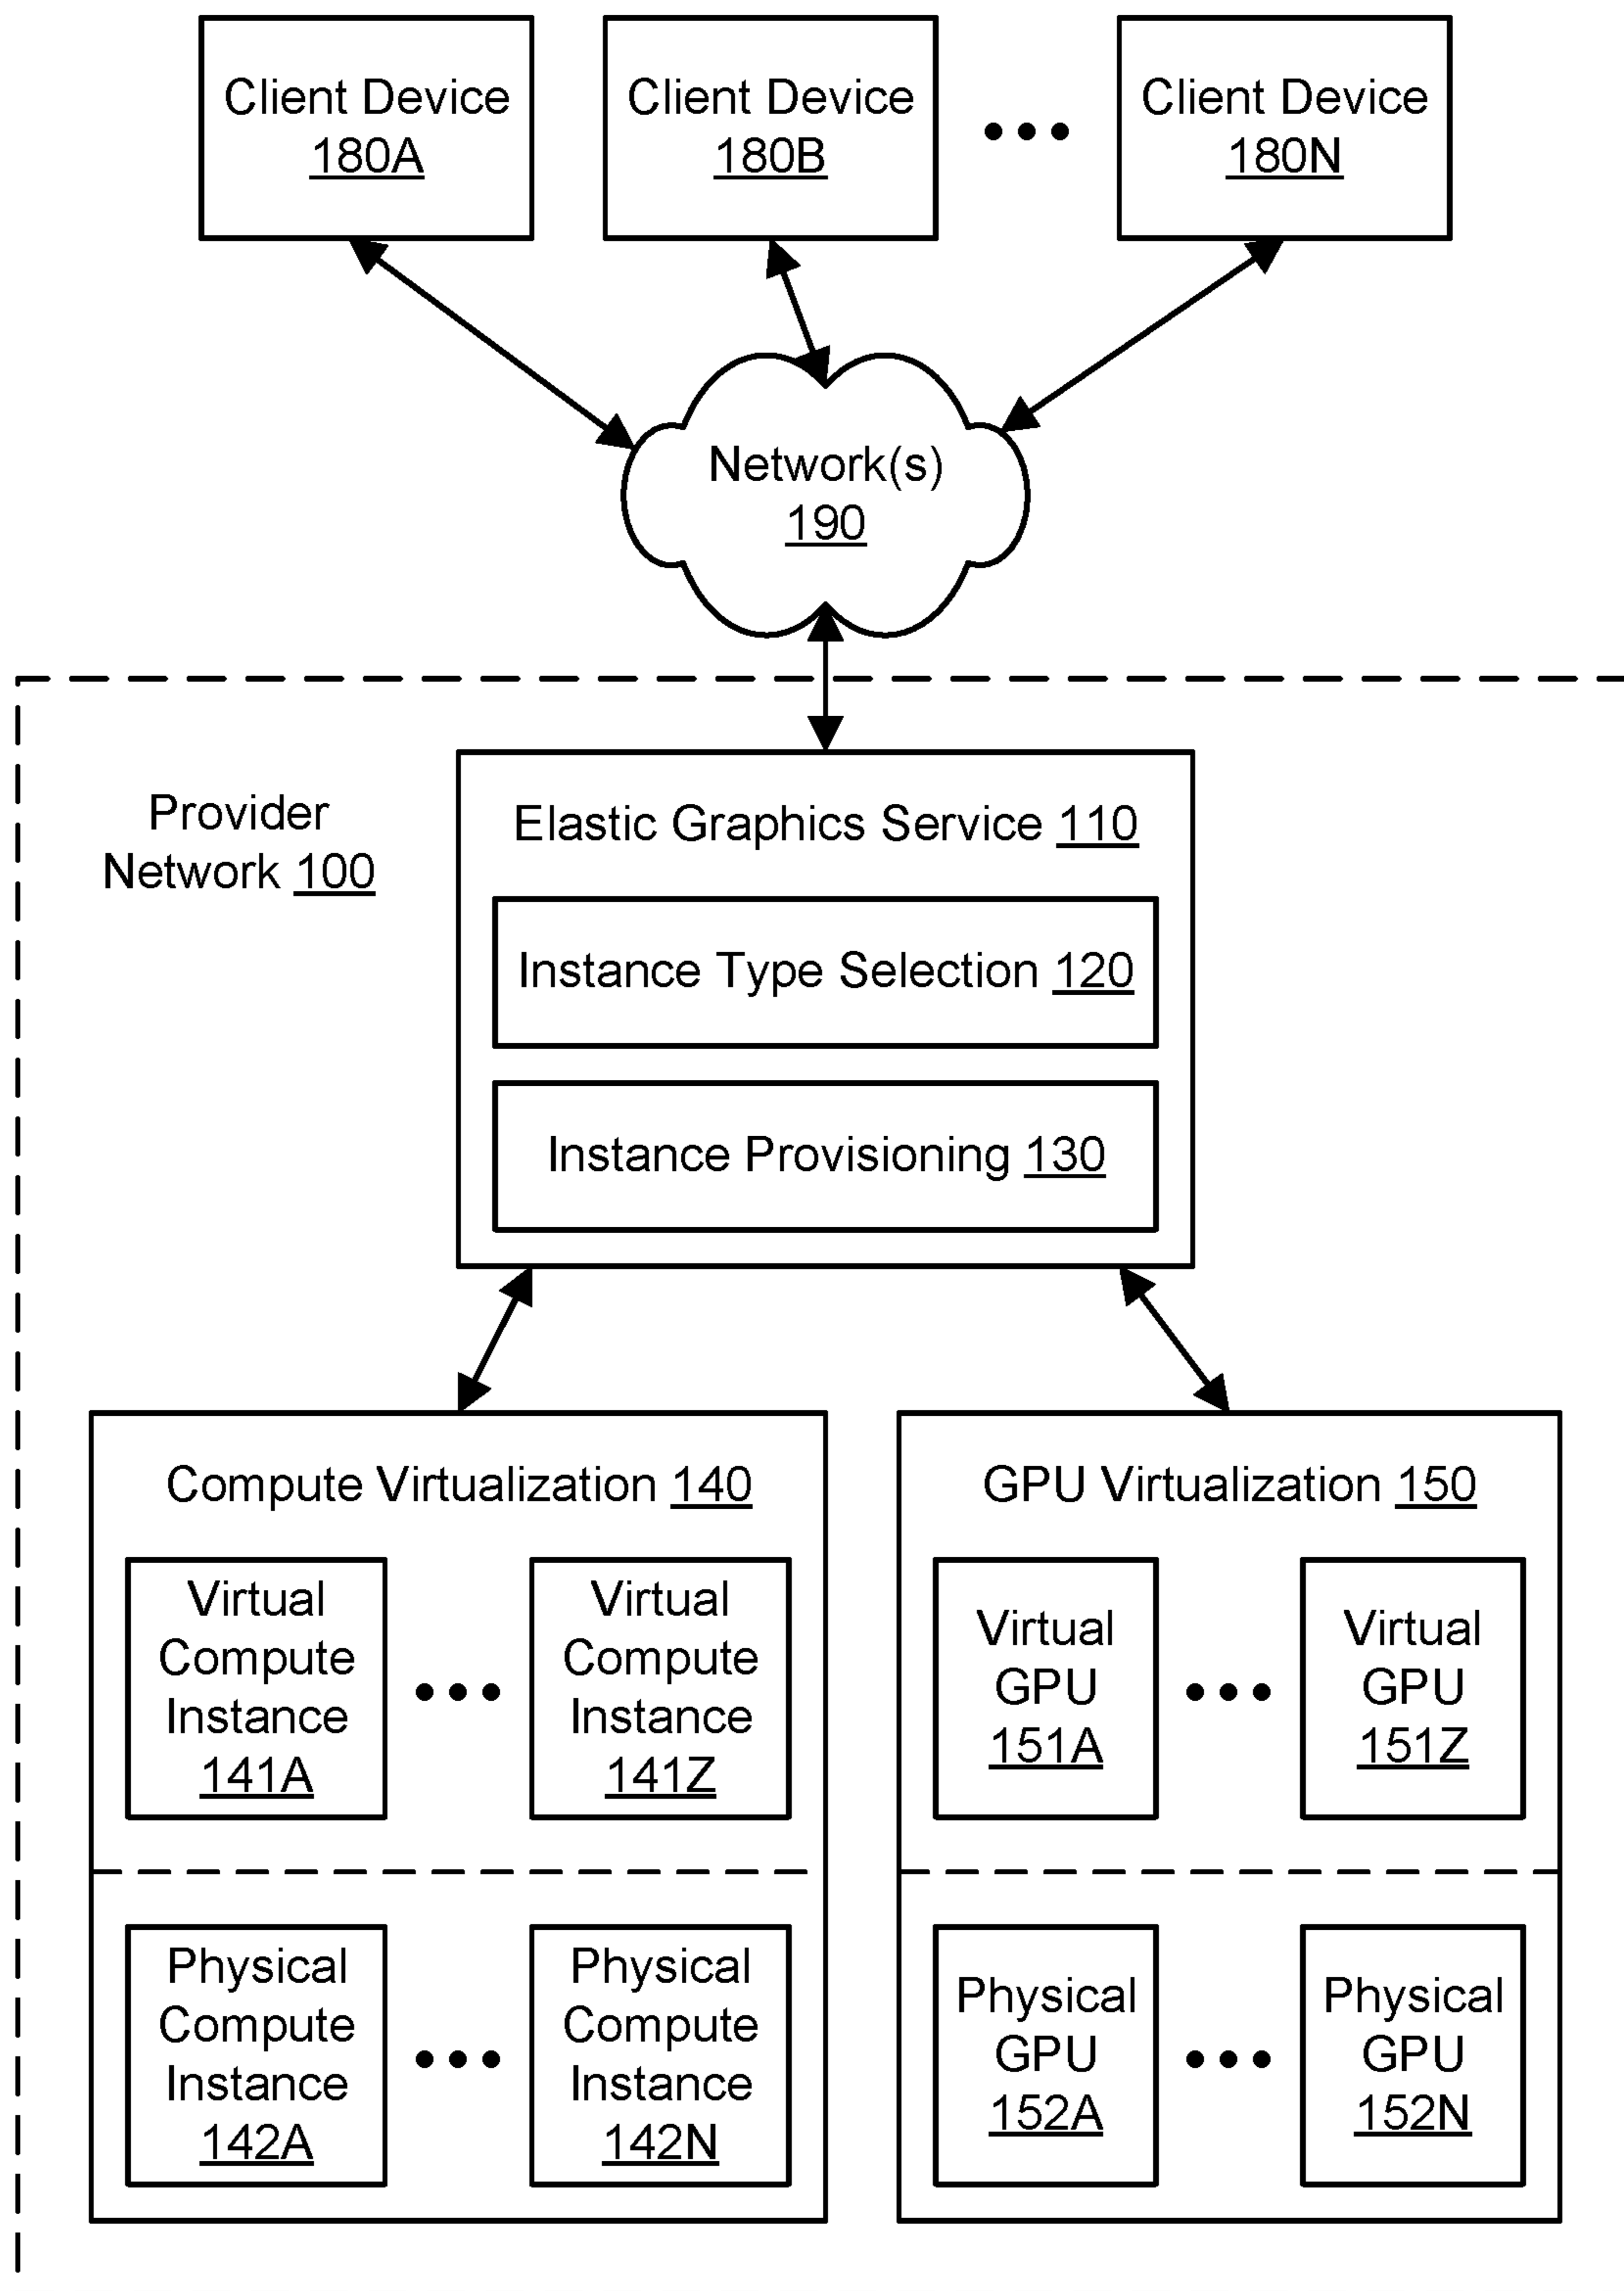 Client Device
180A
Client Device
180B
Client Device
180N
Network(s)
190
Provider
Network 100
Elastic Graphics Service 110
Instance Type Selection 120
Instance Provisioning 130
Compute Virtualization 140
Virtual
Compute
Instance
141A
Virtual
Compute
Instance
141Z
Physical
Compute
Instance
142A
Physical
Compute
Instance
142N
GPU Virtualization 150
Virtual
GPU
151A
Virtual
GPU
151Z
Physical
GPU
152A
Physical
GPU
152N